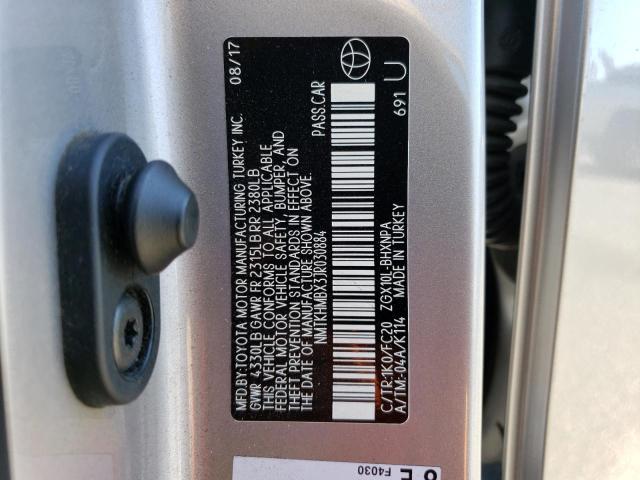 MFD.BY:TOYOTA MOTOR MANUFACTURING TURKEY INC. 08/17
GVWR 4330LB GAWR FR 2315LB RR 2380LB
THIS VEHICLE CONFORMS TO ALL APPLICABLE
FEDERAL MOTOR VEHICLE SAFETY, BUMPER, AND
THEFT PREVENTION STANDARDS IN EFFECT ON
THE DATE OF MANUFACTURE SHOWN ABOVE.
NMTKHMBX3JR030884 PASS.CAR
C/TR:1K0/FC20 ZGX10L-BHXNPA
A/TM:-04A/K114 MADE IN TURKEY
691 U
F4030